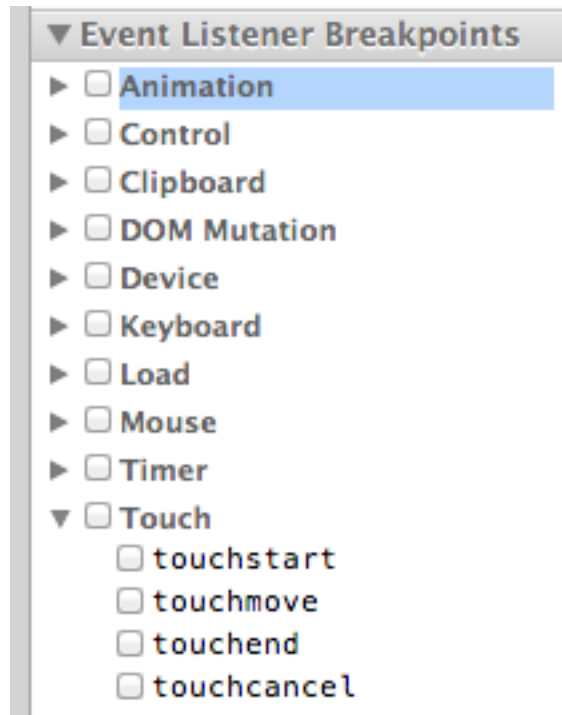 Event Listener Breakpoints
Animation
Control
Clipboard
DOM Mutation
Device
Keyboard
Load
Mouse
Timer
Touch
touchstart
touchmove
touchend
touchcancel